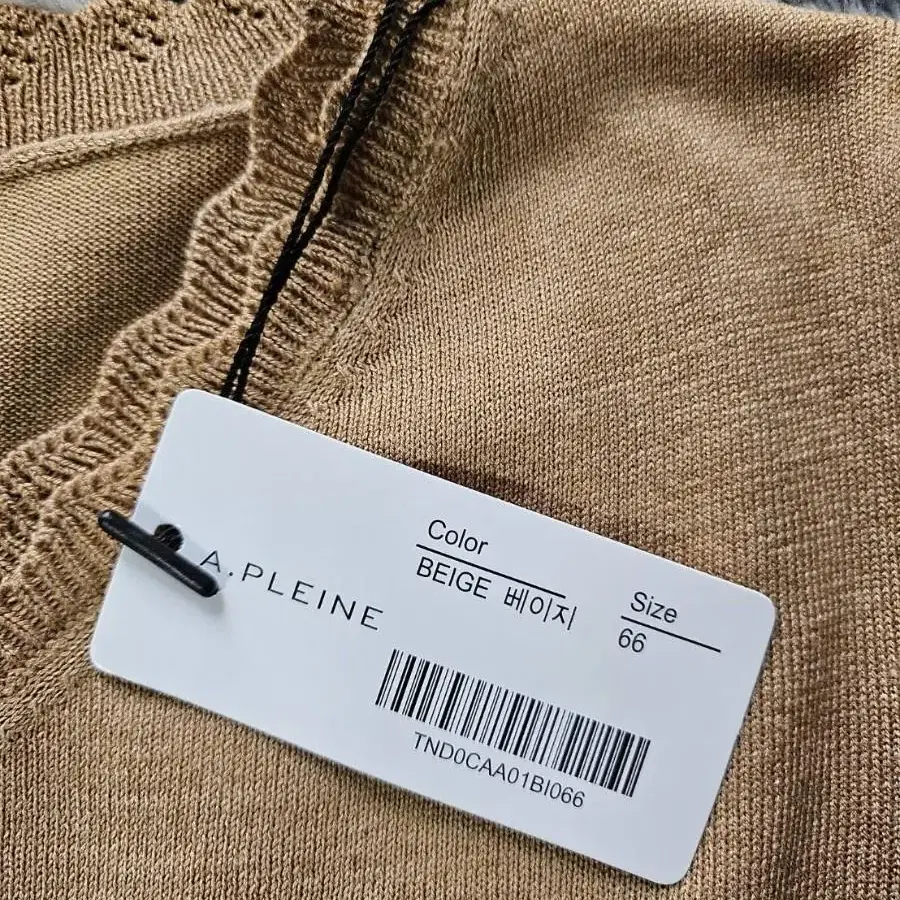 A.PLEINE
Color
BEIGE 베이지
Size
66
TND0CAA01BI066